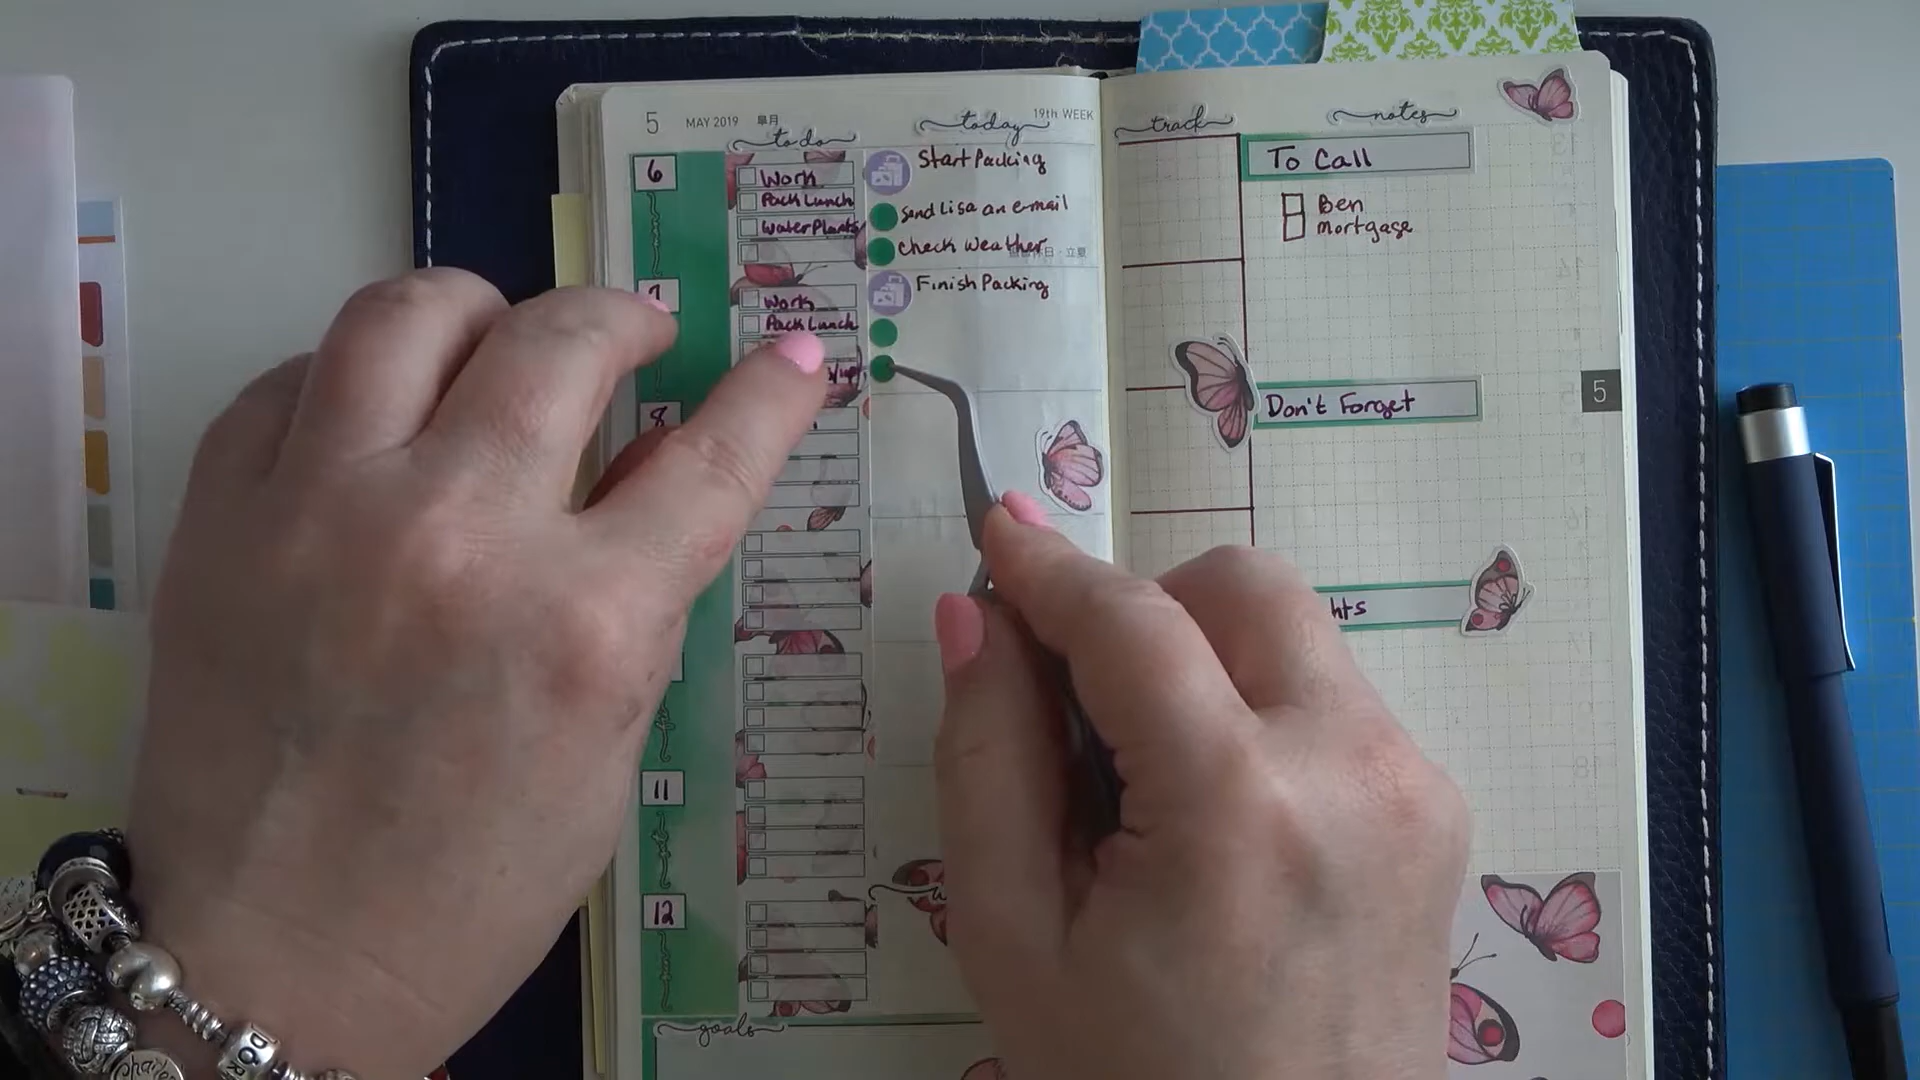 5 MAY 2019 皐月
19th WEEK
to do
today
track
notes
6
Work
Pack Lunch
Water Plants
Start Packing
Send Lisa an e-mail
Check Weather
7
Work
Pack Lunch
Finish Packing
8
11
12
goals
To Call
Ben
mortgage
Don't Forget
hts
5